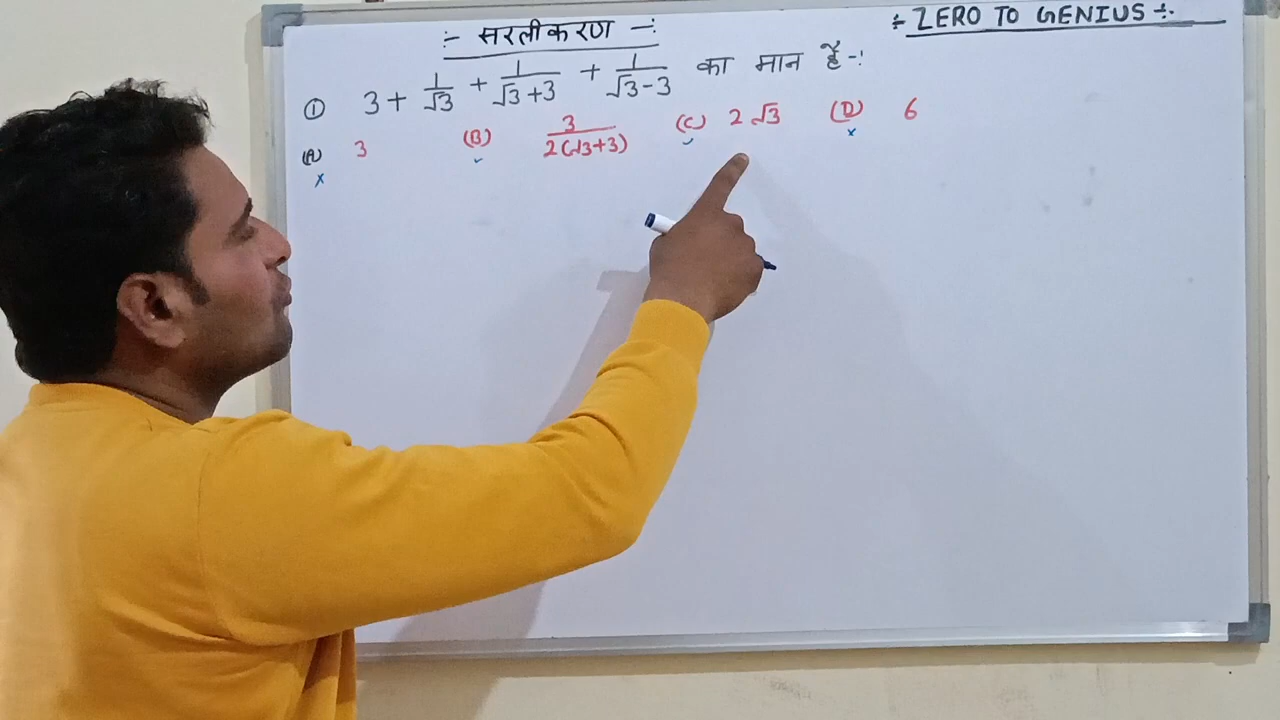 :- सरलीकरण -:
÷ ZERO TO GENIUS ÷
① 3 + 1/√3 + 1/(√3+3) + 1/(√3-3) का मान है -:
(A) 3 (B) 3/(2(√3+3)) (C) 2√3 (D) 6